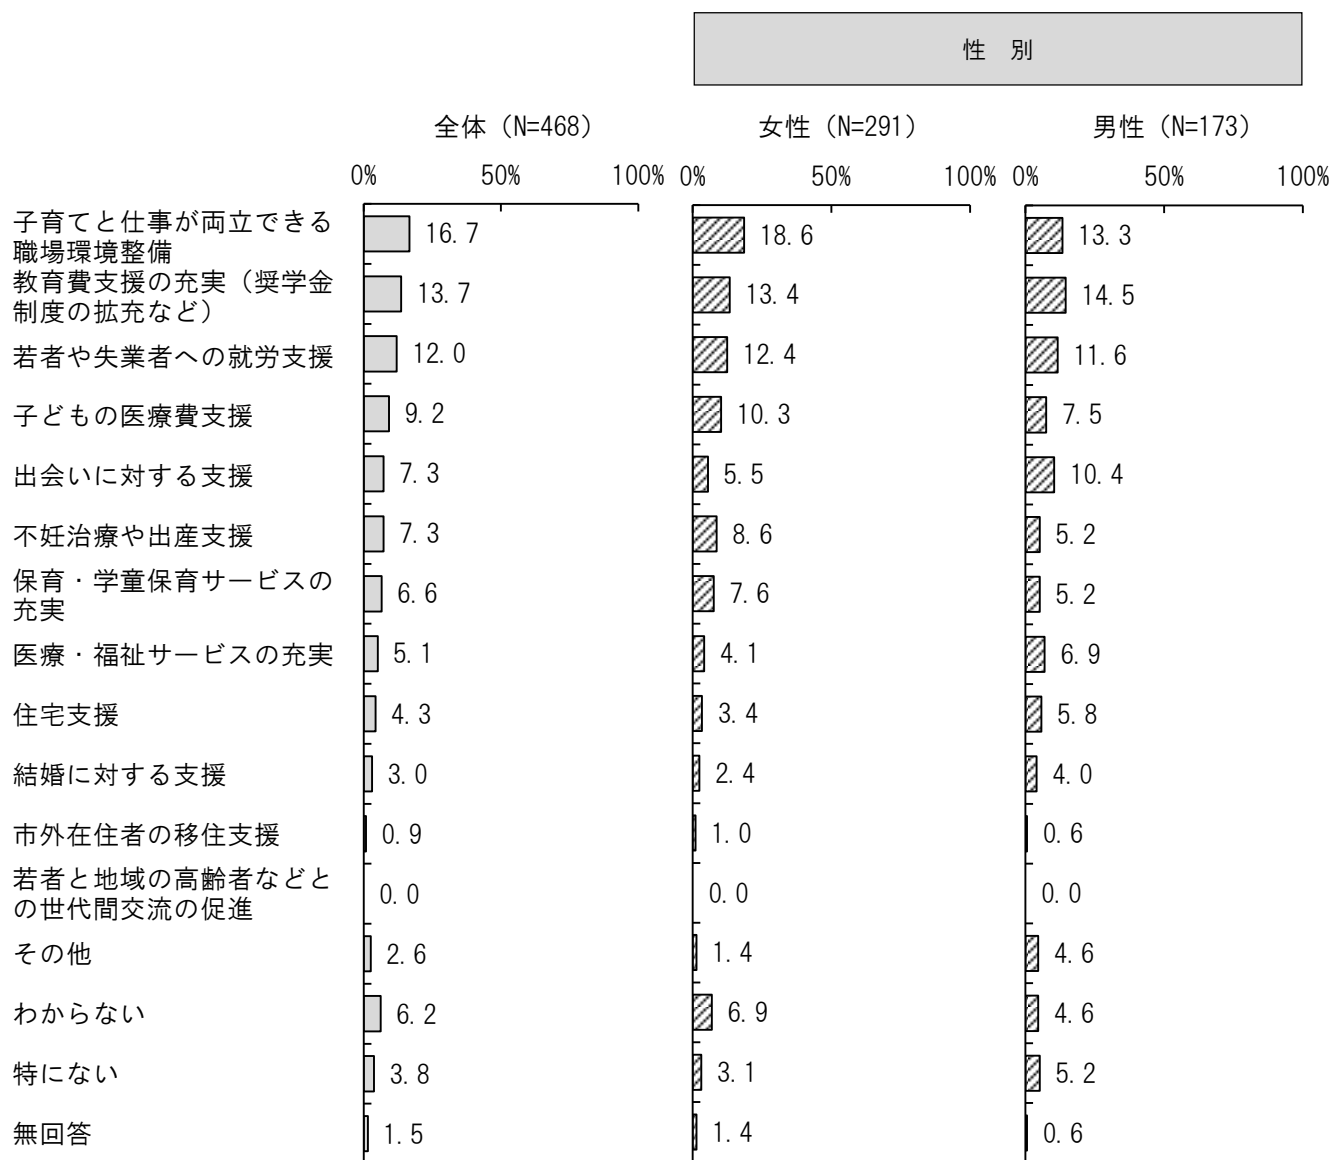 性 別
全体（N=468） 女性（N=291） 男性（N=173）
0% 50% 100% 0% 50% 100% 0% 50% 100%
子育てと仕事が両立できる
職場環境整備
16.7 18.6 13.3
教育費支援の充実（奨学金
制度の拡充など）
13.7 13.4 14.5
若者や失業者への就労支援 12.0 12.4 11.6
子どもの医療費支援 9.2 10.3 7.5
出会いに対する支援 7.3 5.5 10.4
不妊治療や出産支援 7.3 8.6 5.2
保育・学童保育サービスの
充実
6.6 7.6 5.2
医療・福祉サービスの充実 5.1 4.1 6.9
住宅支援 4.3 3.4 5.8
結婚に対する支援 3.0 2.4 4.0
市外在住者の移住支援 0.9 1.0 0.6
若者と地域の高齢者などと
の世代間交流の促進
0.0 0.0 0.0
その他 2.6 1.4 4.6
わからない 6.2 6.9 4.6
特にない 3.8 3.1 5.2
無回答 1.5 1.4 0.6